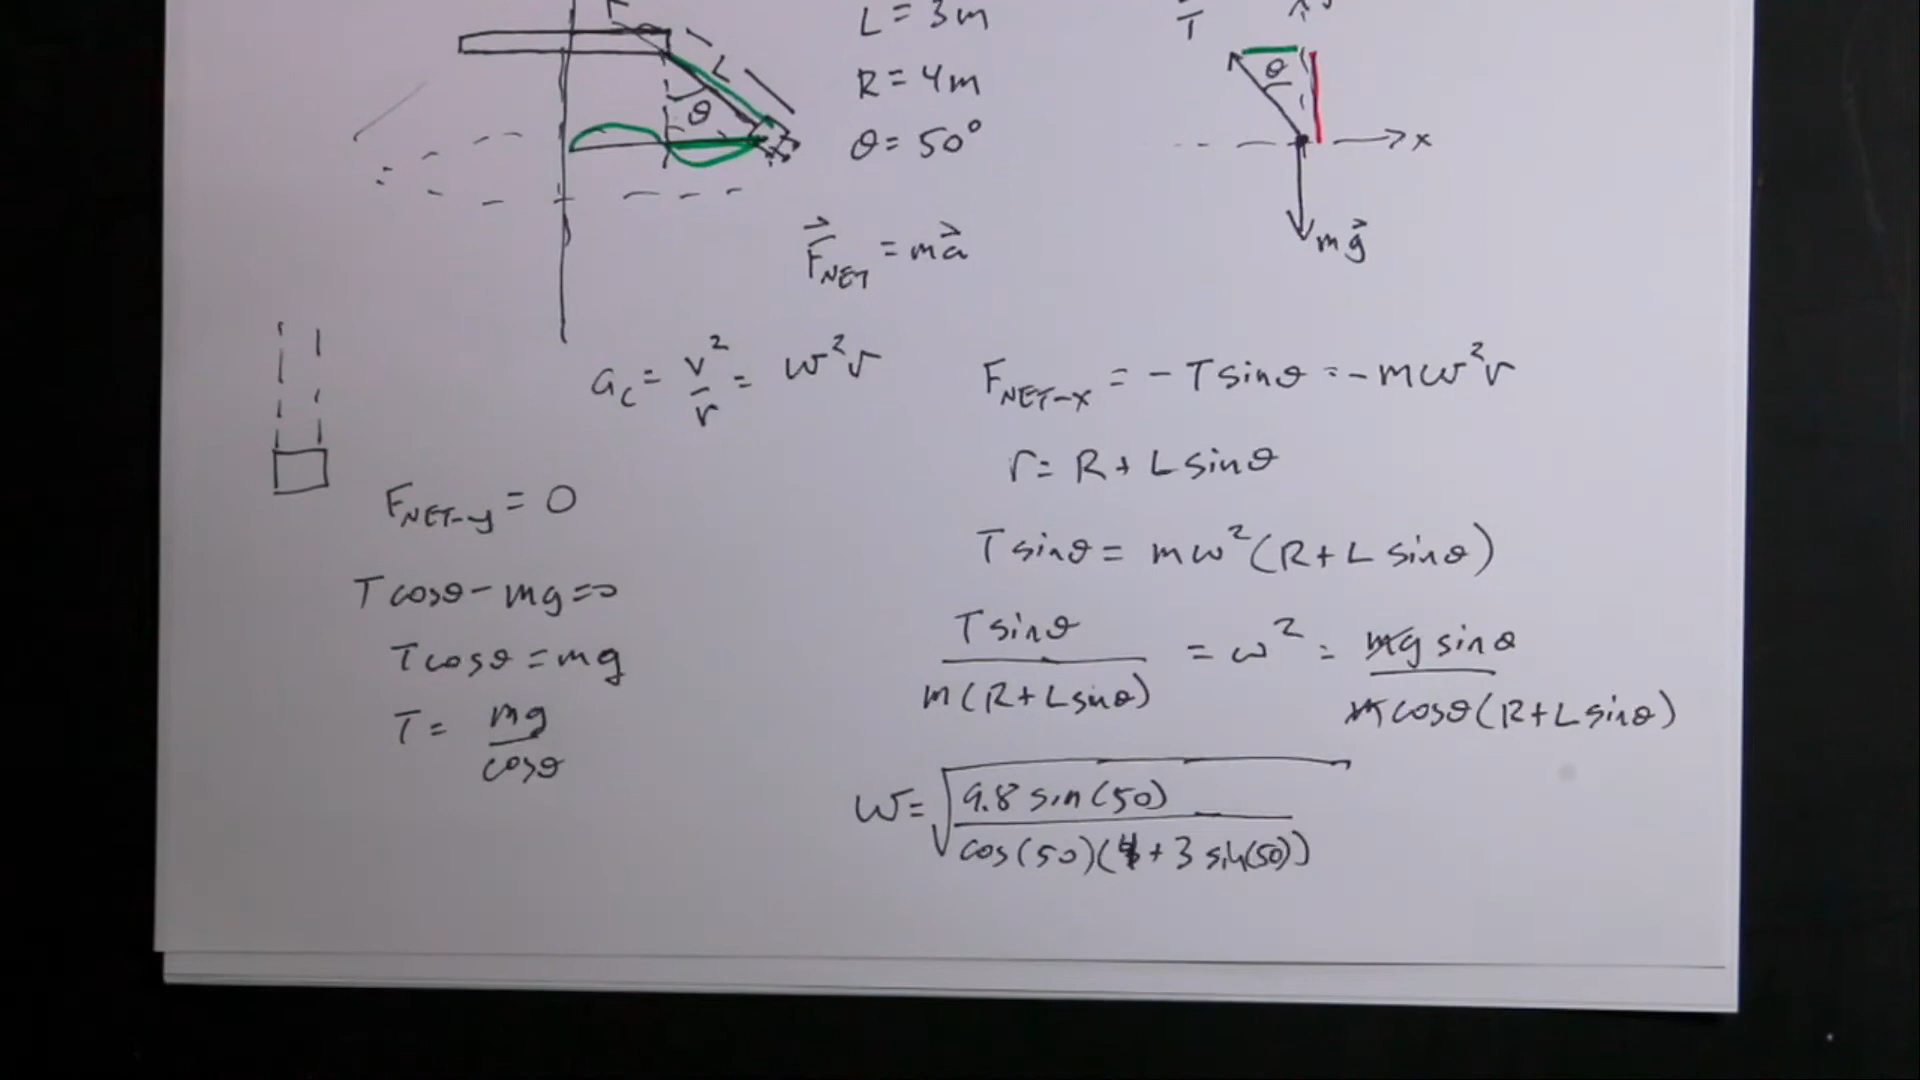 L = 3m
R = 4m
θ = 50°
L
θ
T
θ
x
mg⃗
F⃗_NET = ma⃗
a_c = v²/r = ω²r
F_NET-x = -T sinθ = -mω²r
r = R + L sinθ
F_NET-y = 0
T sinθ = mω²(R + L sinθ)
T cosθ - mg = 0
T sinθ / m(R + L sinθ) = ω² = mg sinθ / m cosθ(R + L sinθ)
T cosθ = mg
T = mg / cosθ
ω = √(9.8 sin(50) / cos(50)(4 + 3 sin(50)))